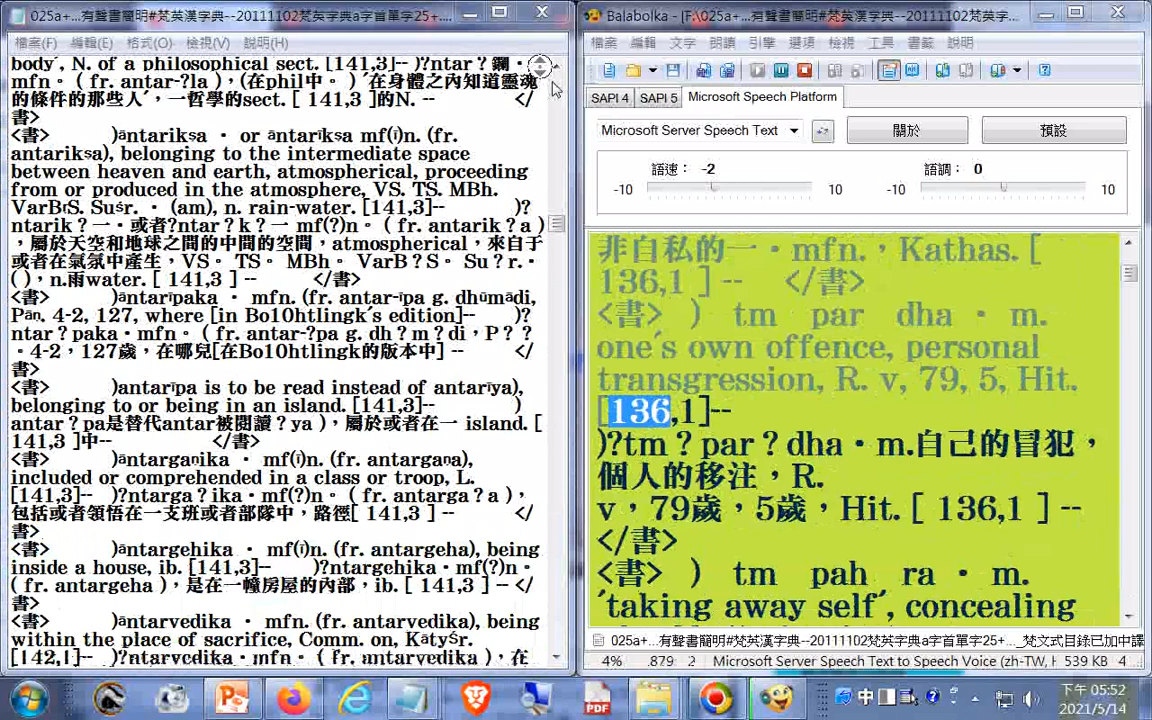 ...有聲書簡明#梵英漢字典--20111102梵英字典a字首單字25+...
檔案(F) 編輯(E) 格式(O) 檢視(V) 說明(H)
body', N. of a philosophical sect. [141,3]-- )?ntar ? 鋼 ·
mfn。（ fr. antar-?la ），(在phil中。）'在身體之內知道靈魂
的條件的那些人'，一哲學的sect. [ 141,3 ]的N. -- </
書>
<書> )āntariksa · or āntarīksa mf(ī)n. (fr.
antariksa), belonging to the intermediate space
between heaven and earth, atmospherical, proceeding
from or produced in the atmosphere, VS. TS. MBh.
VarBṛS. Suśr. · (am), n. rain-water. [141,3]-- )?
ntarik ? 一 · 或者?ntar ? k ? 一 mf(?)n。（ fr. antarik ? a ）
，屬於天空和地球之間的中間的空間，atmospherical，來自于
或者在氣氛中產生，VS。 TS。 MBh。 VarB ? S。 Su ? r. ·
( )，n.雨water. [ 141,3 ] -- </書>
<書> )āntarīpaka · mfn. (fr. antar-īpa g. dhūmādi,
Pāṇ. 4-2, 127, where [in Bo10htlingk's edition]-- )?
ntar ? paka · mfn。（ fr. antar-?pa g. dh ? m ? di，P ? ?
。4-2，127歲，在哪兒[在Bo10htlingk的版本中] -- </
書>
<書> )antarīpa is to be read instead of antarīya),
belonging to or being in an island. [141,3]-- )
antar ? pa是替代antar被閱讀 ? ya )，屬於或者在一 island. [
141,3 ]中-- </書>
<書> )āntargaṇika · mf(ī)n. (fr. antargaṇa),
included or comprehended in a class or troop, L.
[141,3]-- )?ntarga ? ika · mf(?)n。（ fr. antarga ? a )，
包括或者領悟在一支班或者部隊中，路徑[ 141,3 ] -- </
書>
<書> )āntargehika · mf(ī)n. (fr. antargeha), being
inside a house, ib. [141,3]-- )?ntargehika · mf(?)n。
（ fr. antargeha )，是在一幢房屋的內部，ib. [ 141,3 ] -- </
書>
<書> )āntarvedika · mfn. (fr. antarvedi), being
within the place of sacrifice, Comm. on, KātyŚr.
[142,1]-- )?ntarvedika · mfn。（ fr. antarvedika )，在
Balabolka - [F:\025a+...有聲書簡明#梵英漢字典--20111102梵英字...
檔案 編輯 文字 朗讀 引擎 選項 檢視 工具 書籤 說明
SAPI 4 SAPI 5 Microsoft Speech Platform
Microsoft Server Speech Text 關於 預設
語速： -2 語調： 0
-10 10 -10 10
非自私的一 · mfn.，Kathas. [
136,1 ] -- </書>
<書> ) tm par dha · m.
one's own offence, personal
transgression, R. v, 79, 5, Hit.
[136,1]--
)?tm ? par ? dha · m.自己的冒犯，
個人的移注，R.
v，79歲，5歲，Hit. [ 136,1 ] --
</書>
<書> ) tm pah ra · m.
'taking away self', concealing
025a+...有聲書簡明#梵英漢字典--20111102梵英字典a字首單字25+..._梵文式目錄已加中譯
4% .879 2 Microsoft Server Speech Text to Speech Voice (zh-TW, H 539 KB 4
PDF 中 下午 05:52
2021/5/14